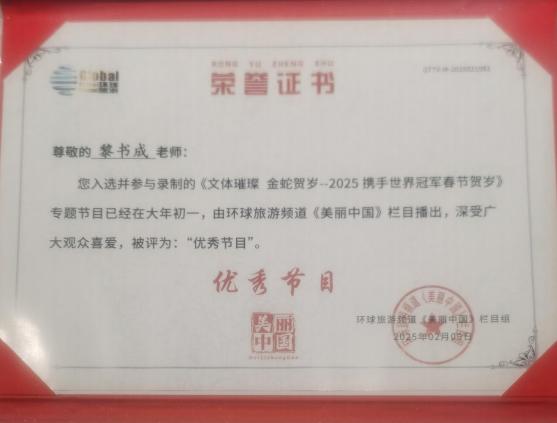 Global
RONG YU ZHENG SHU
荣誉证书
尊敬的 黎书成 老师:
您入选并参与录制的《文体璀璨 金蛇贺岁--2025携手世界冠军春节贺岁》
专题节目已经在大年初一,由环球旅游频道《美丽中国》栏目播出,深受广
大观众喜爱,被评为:“优秀节目”。
优秀节目
美丽
中国
MeiLiZhongGuo
环球旅游频道《美丽中国》栏目组
2025年02月05日